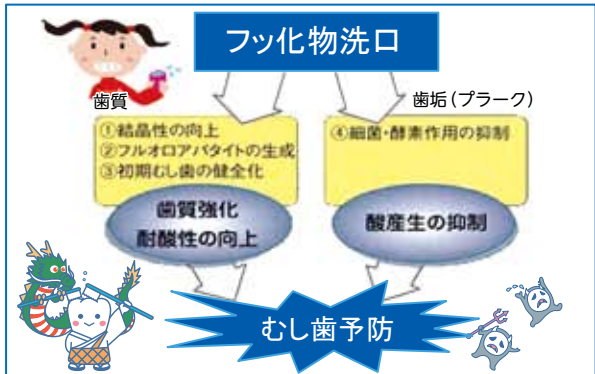 フッ化物洗口
歯質
歯垢(プラーク)
①結晶性の向上
②フルオロアパタイトの生成
③初期むし歯の健全化
④細菌・酵素作用の抑制
歯質強化
耐酸性の向上
酸産生の抑制
むし歯予防